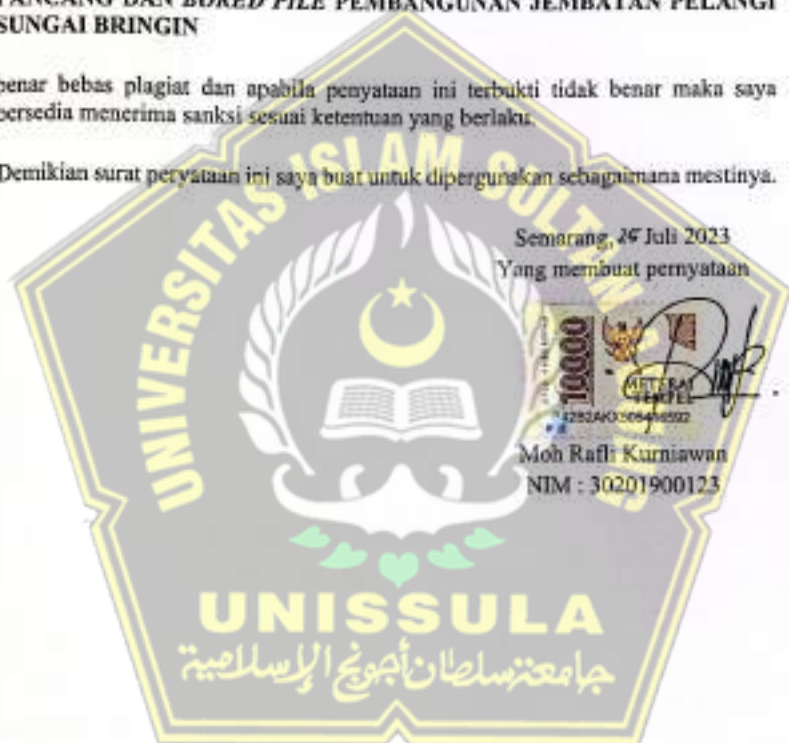 PANCANG DAN BORED PILE PEMBANGUNAN JEMBATAN PELANGI
SUNGAI BRINGIN
benar bebas plagiat dan apabila penyataan ini terbukti tidak benar maka saya
bersedia menerima sanksi sesuai ketentuan yang berlaku.
Demikian surat peryataan ini saya buat untuk dipergunakan sebagaimana mestinya.
Semarang, Juli 2023
Yang membuat pernyataan
10000
METERAI
TEMPEL
Moh Rafli Kurniawan
NIM : 30201900123
UNIVERSITAS ISLAM SULTAN AGUNG
UNISSULA
جامعة سلطان أجونج الإسلامية